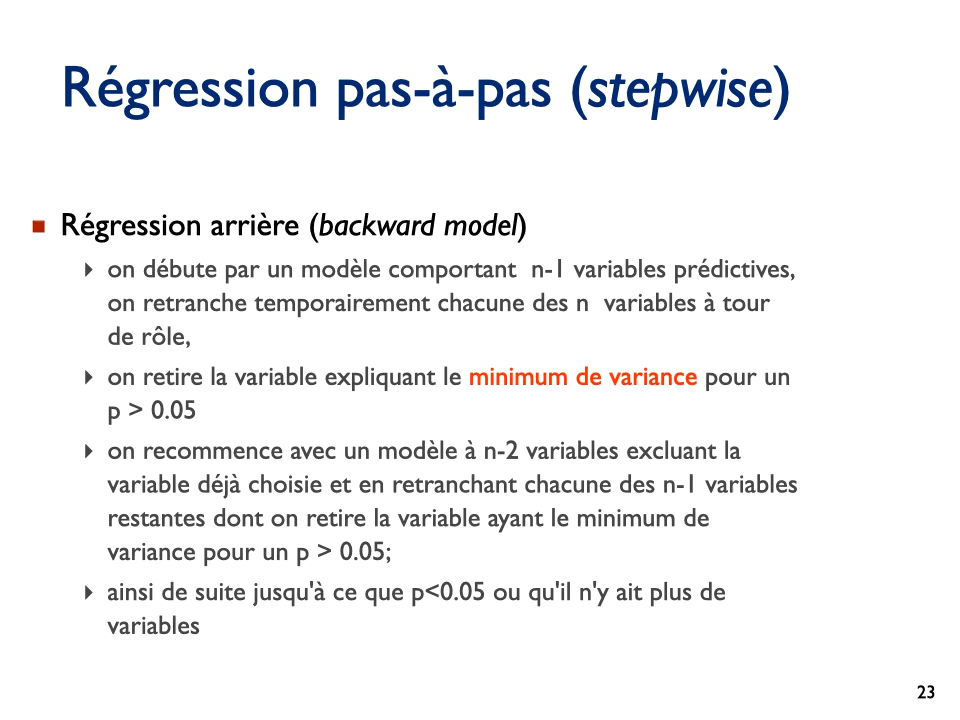 Régression pas-à-pas (stepwise)
Régression arrière (backward model)
on débute par un modèle comportant n-1 variables prédictives,
on retranche temporairement chacune des n variables à tour
de rôle,
on retire la variable expliquant le minimum de variance pour un
p > 0.05
on recommence avec un modèle à n-2 variables excluant la
variable déjà choisie et en retranchant chacune des n-1 variables
restantes dont on retire la variable ayant le minimum de
variance pour un p > 0.05;
ainsi de suite jusqu'à ce que p<0.05 ou qu'il n'y ait plus de
variables
23